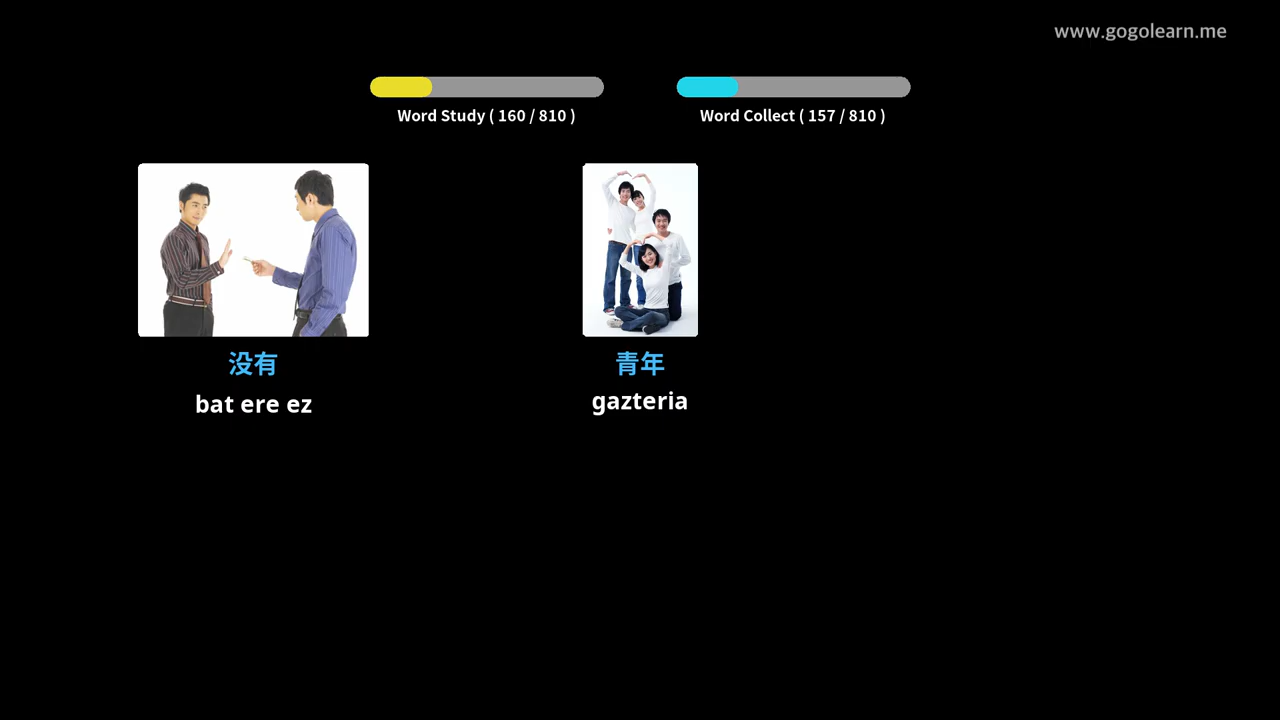 www.gogolearn.me
Word Study ( 160 / 810 )
Word Collect ( 157 / 810 )
没有
bat ere ez
青年
gazteria